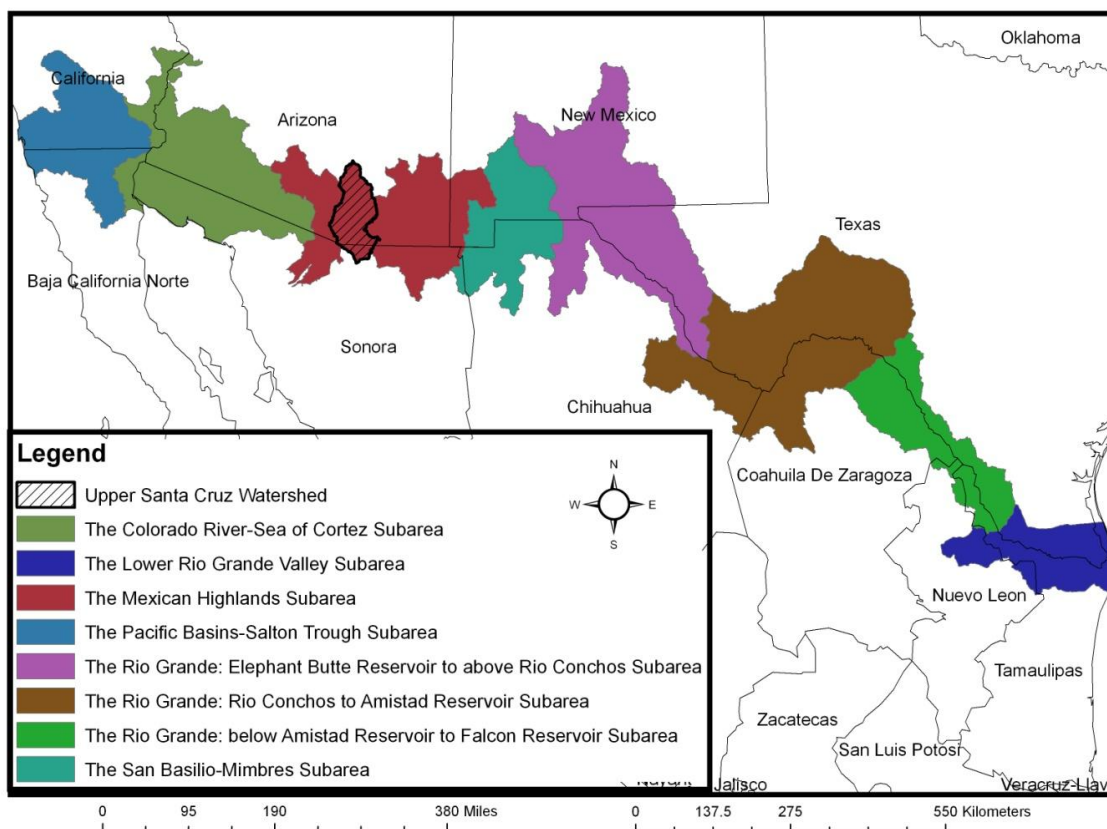 Oklahoma
California
New Mexico
Arizona
Texas
Baja California Norte
Sonora
Chihuahua
Coahuila De Zaragoza
Nuevo Leon
Tamaulipas
Zacatecas
San Luis Potosi
Jalisco
Legend
Upper Santa Cruz Watershed
The Colorado River-Sea of Cortez Subarea
The Lower Rio Grande Valley Subarea
The Mexican Highlands Subarea
The Pacific Basins-Salton Trough Subarea
The Rio Grande: Elephant Butte Reservoir to above Rio Conchos Subarea
The Rio Grande: Rio Conchos to Amistad Reservoir Subarea
The Rio Grande: below Amistad Reservoir to Falcon Reservoir Subarea
The San Basilio-Mimbres Subarea
N
W E
S
0 95 190 380 Miles
0 137.5 275 550 Kilometers